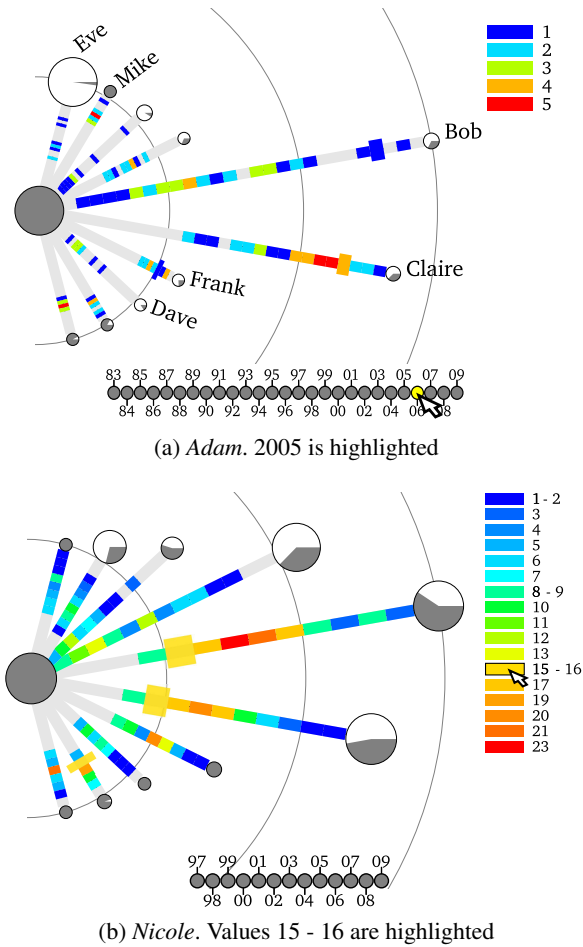 Eve
Mike
Bob
Claire
Frank
Dave
1
2
3
4
5
83 85 87 89 91 93 95 97 99 01 03 05 07 09
84 86 88 90 92 94 96 98 00 02 04 06 08
(a) Adam. 2005 is highlighted
1 - 2
3
4
5
6
7
8 - 9
10
11
12
13
15 - 16
17
19
20
21
23
97 99 01 03 05 07 09
98 00 02 04 06 08
(b) Nicole. Values 15 - 16 are highlighted